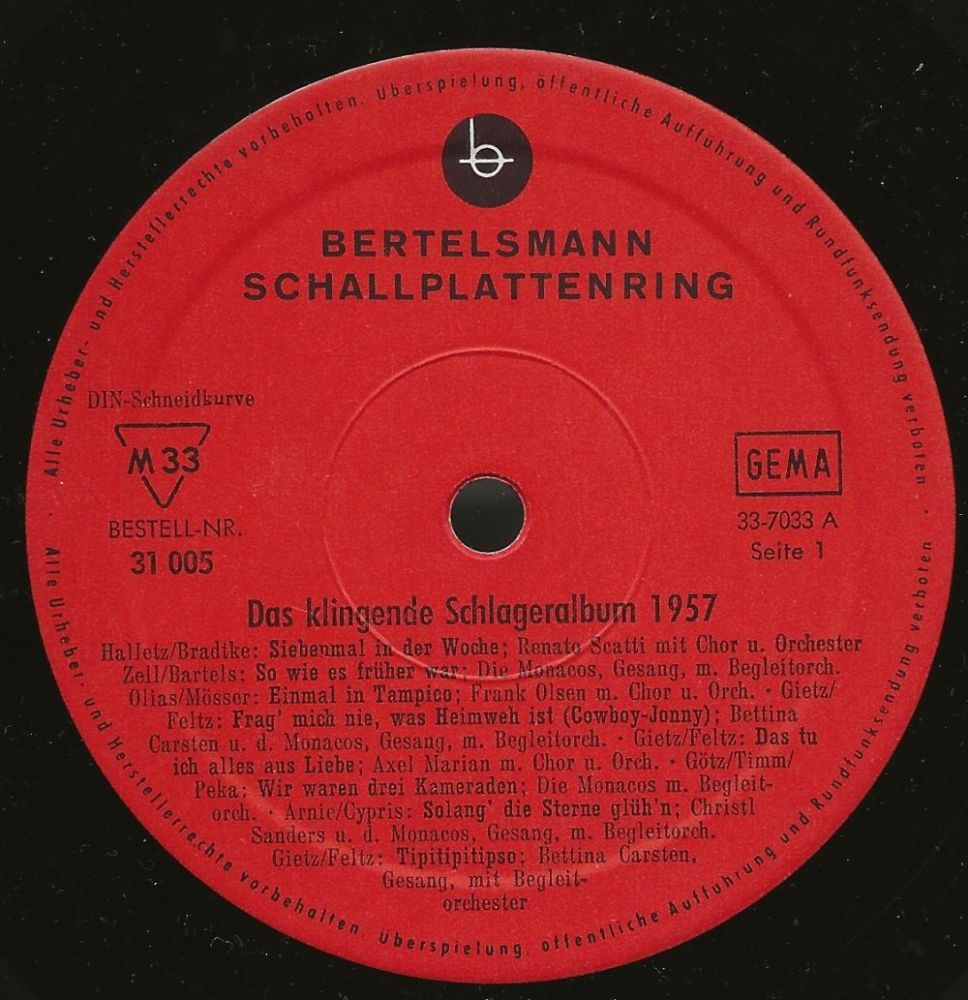 Alle Urheber- und Herstellerrechte vorbehalten. Überspielung, öffentliche Aufführung und Rundfunksendung verboten ·
b
BERTELSMANN
SCHALLPLATTENRING
DIN-Schneidkurve
M 33
BESTELL-NR.
31 005
GEMA
33-7033 A
Seite 1
Das klingende Schlageralbum 1957
Halletz/Bradtke: Siebenmal in der Woche; Renato Scatti mit Chor u. Orchester
Zell/Bartels: So wie es früher war; Die Monacos, Gesang, m. Begleitorch.
Olias/Mösser: Einmal in Tampico; Frank Olsen m. Chor u. Orch. · Gietz/
Feltz: Frag' mich nie, was Heimweh ist (Cowboy-Jonny); Bettina
Carsten u. d. Monacos, Gesang, m. Begleitorch. · Gietz/Feltz: Das tu
ich alles aus Liebe; Axel Marian m. Chor u. Orch. · Götz/Timm/
Peka: Wir waren drei Kameraden; Die Monacos m. Begleit-
orch. · Arnie/Cypris: Solang' die Sterne glüh'n; Christl
Sanders u. d. Monacos, Gesang, m. Begleitorch.
Gietz/Feltz: Tipitipitipso; Bettina Carsten,
Gesang, mit Begleit-
orchester
Alle Urheber- und Herstellerrechte vorbehalten. Überspielung, öffentliche Aufführung und Rundfunksendung verboten ·